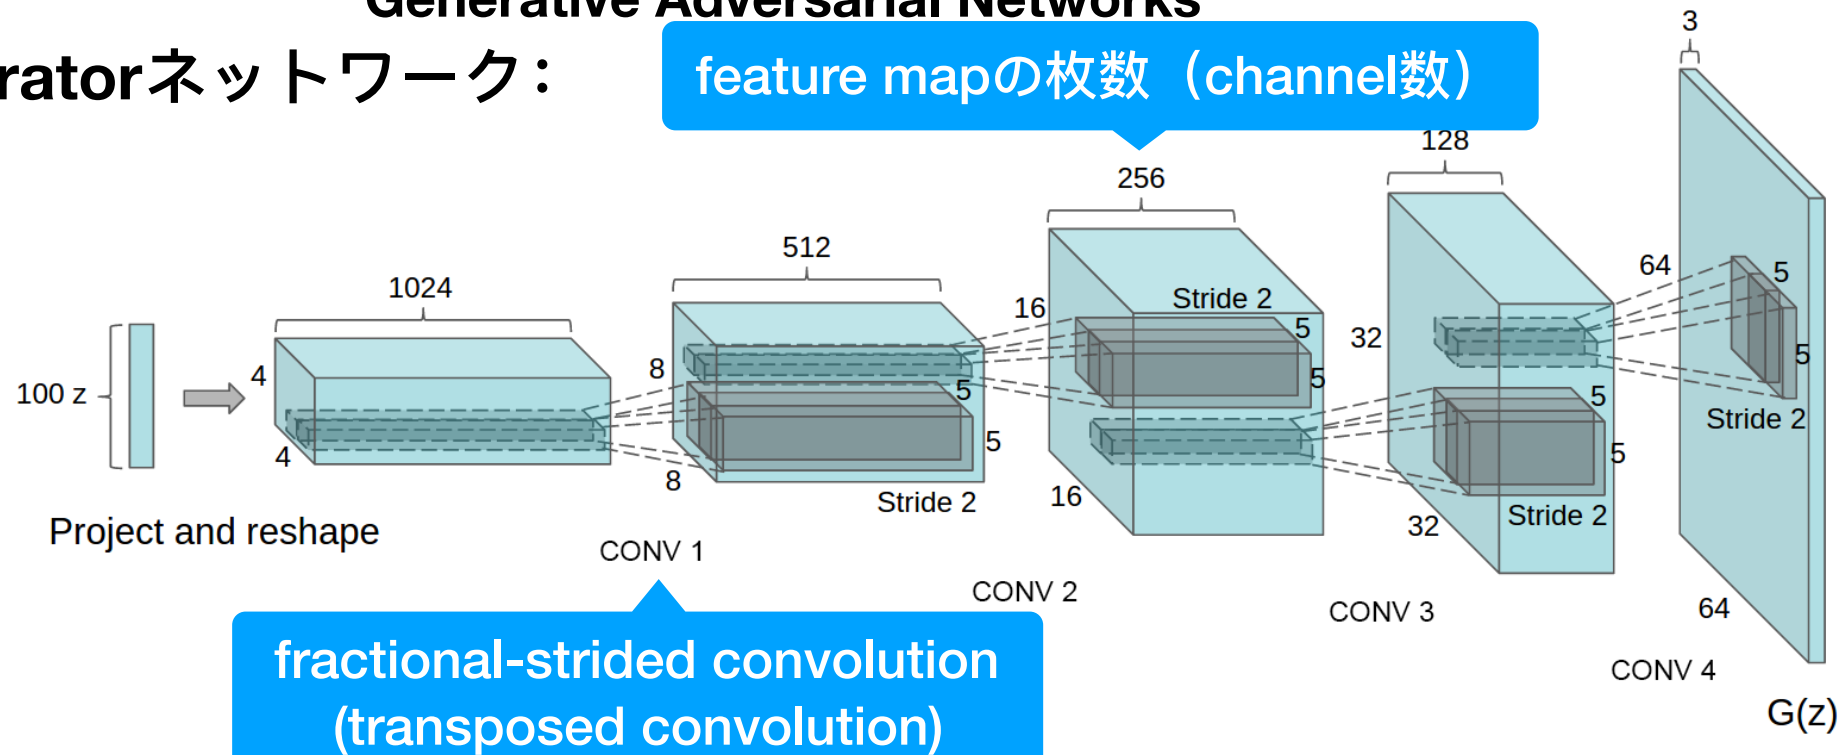 Generative Adversarial Networks
ratorネットワーク：
feature mapの枚数（channel数）
3
128
256
512
1024
64
5
5
Stride 2
16
Stride 2
5
5
32
8
5
5
Stride 2
100 z
4
4
8
16
5
5
Stride 2
32
64
Project and reshape
CONV 1
CONV 2
CONV 3
CONV 4
G(z)
fractional-strided convolution
(transposed convolution)